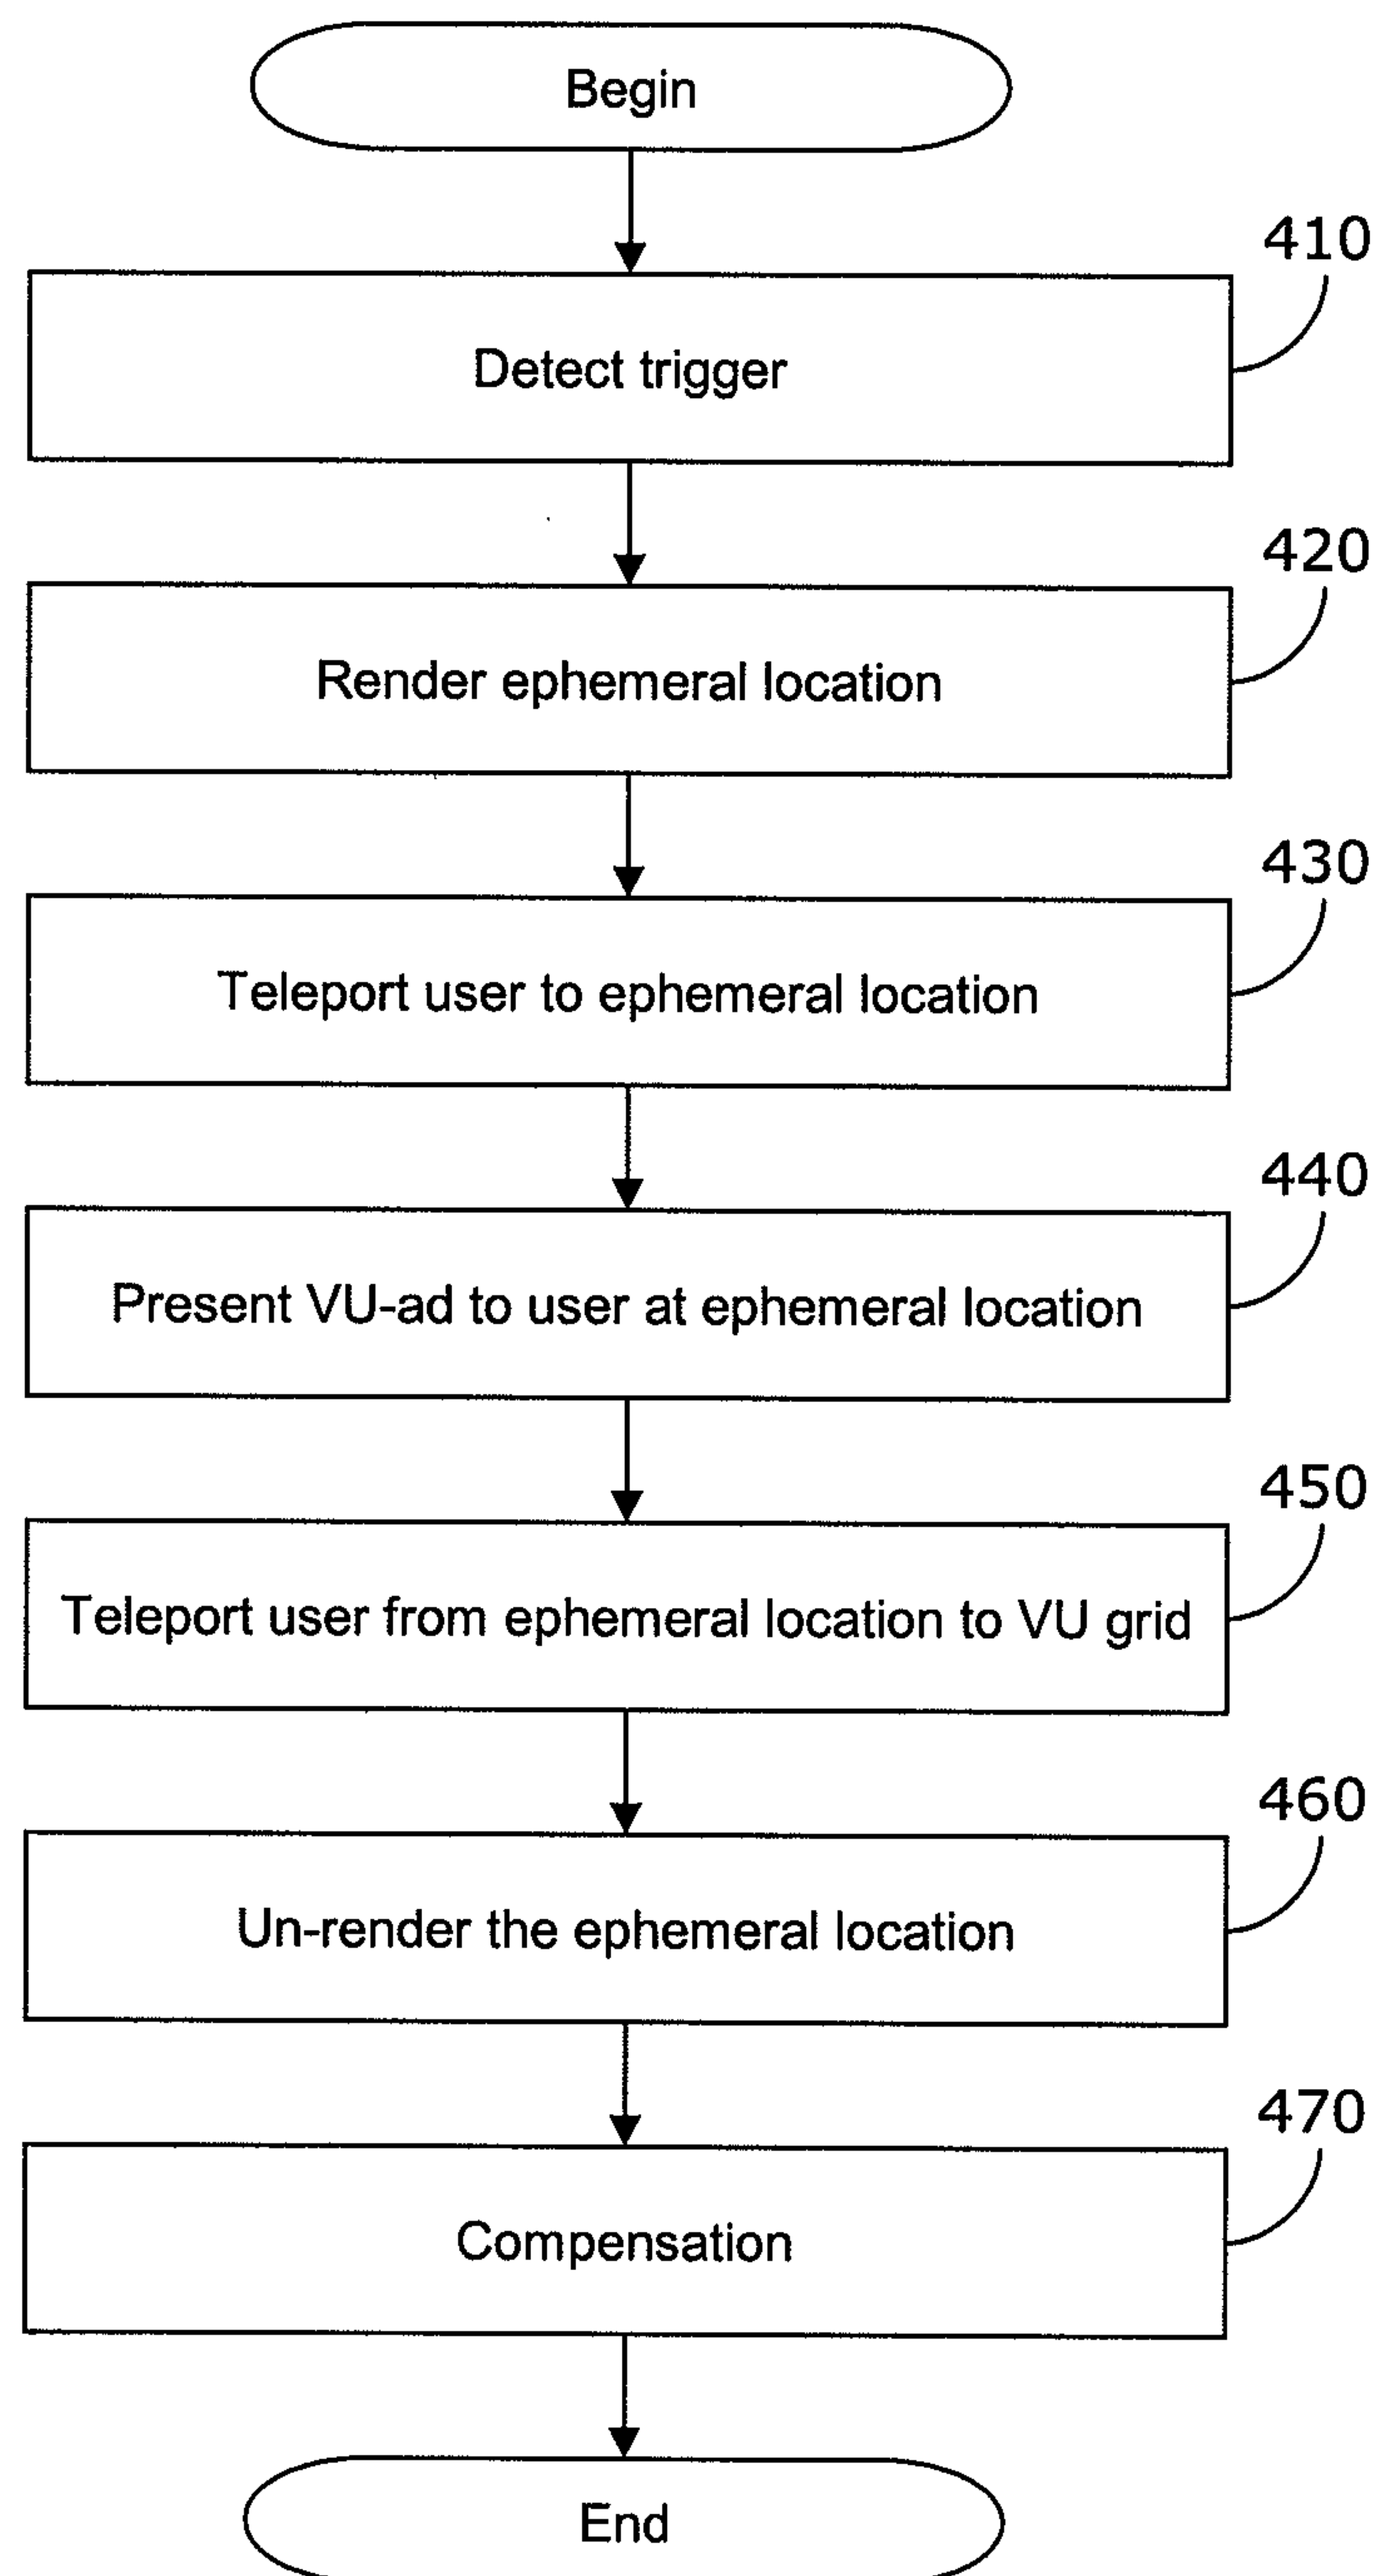 Begin
410
Detect trigger
420
Render ephemeral location
430
Teleport user to ephemeral location
440
Present VU-ad to user at ephemeral location
450
Teleport user from ephemeral location to VU grid
460
Un-render the ephemeral location
470
Compensation
End